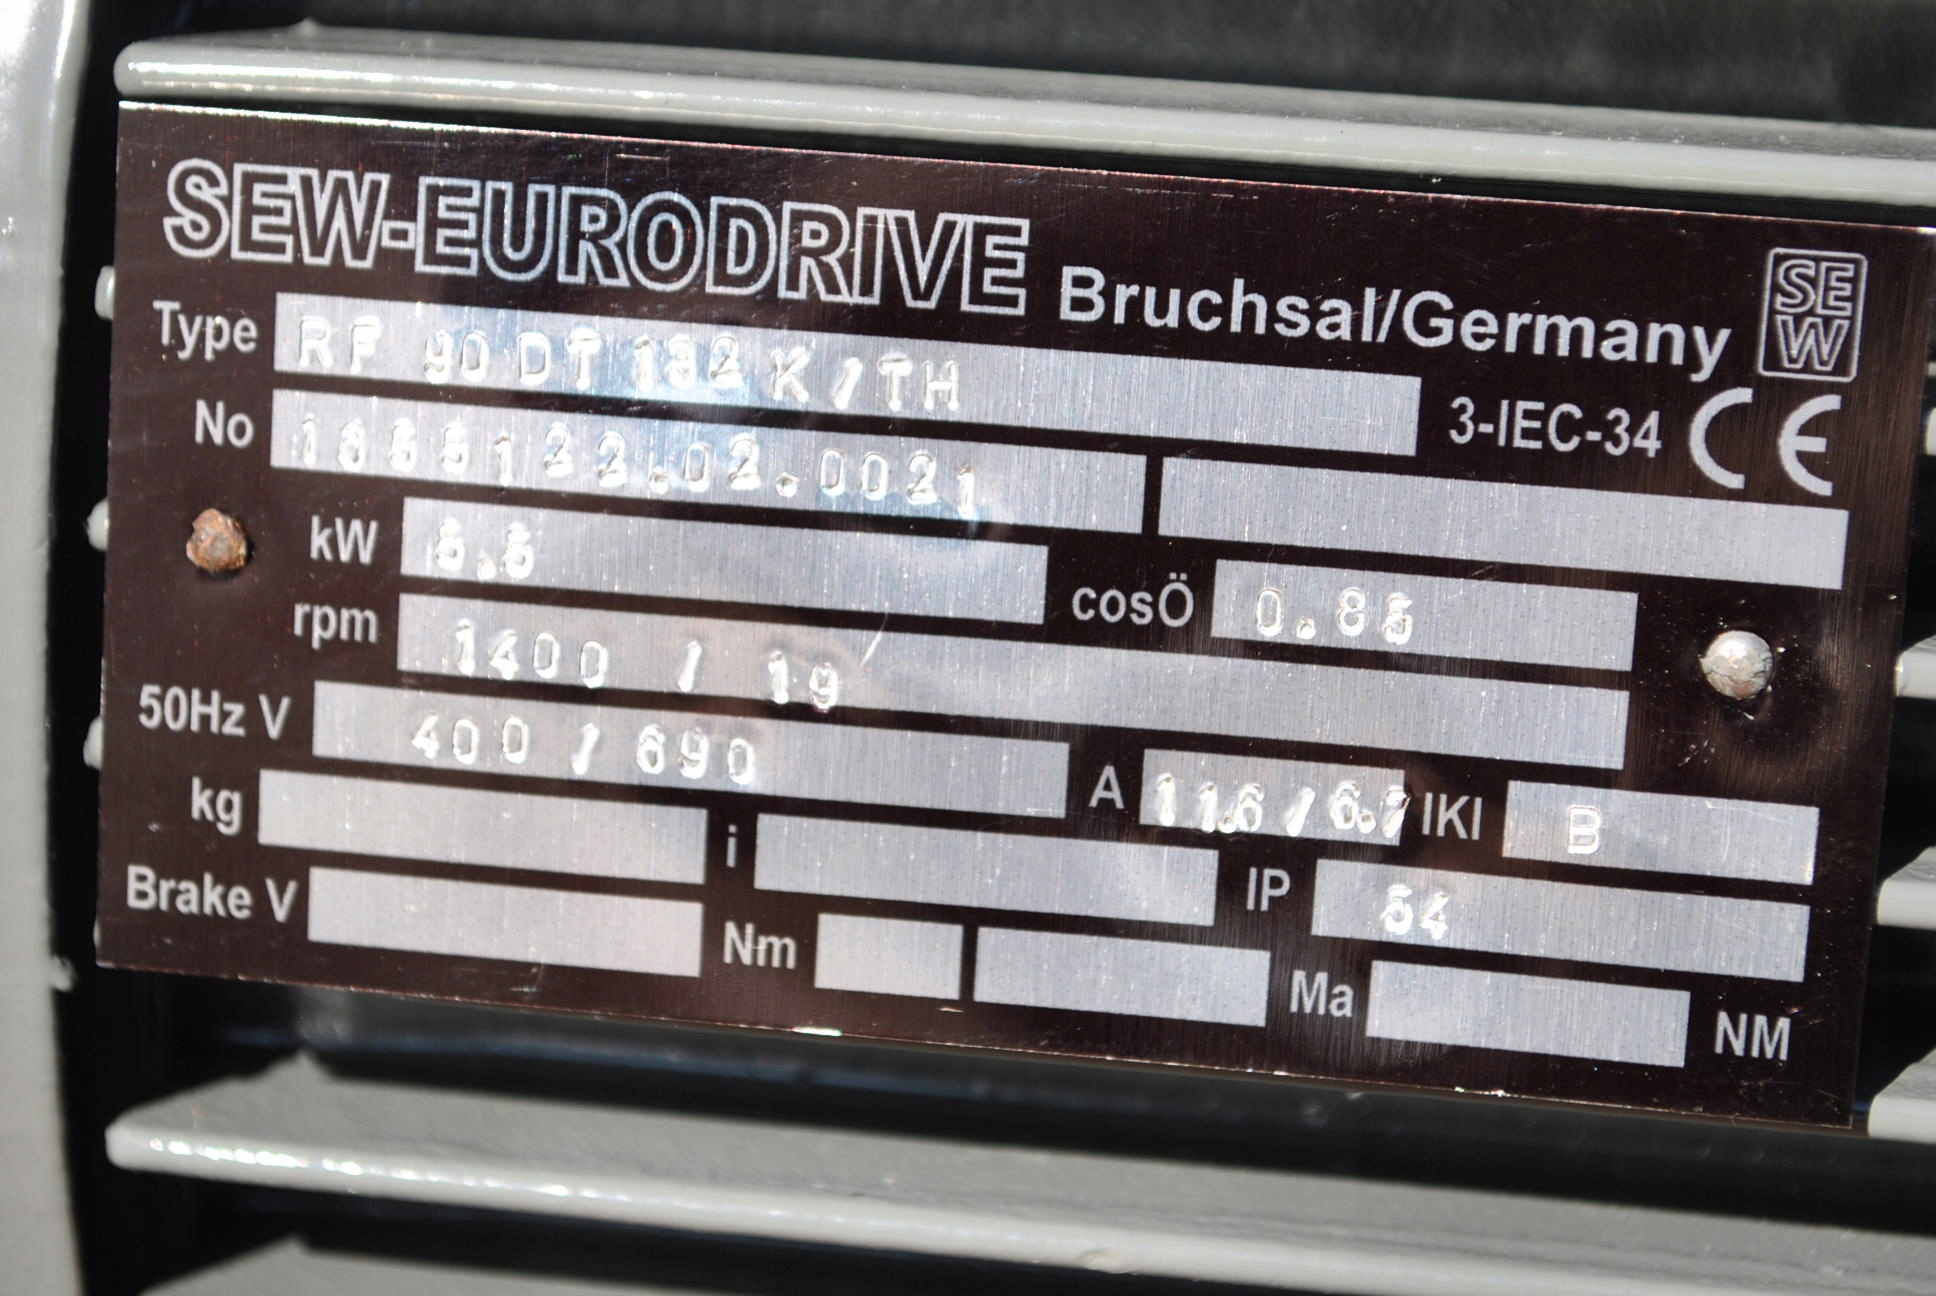 SEW-EURODRIVE Bruchsal/Germany SEW
Type RF 90 DT 132 K / TH 3-IEC-34 CE
No
kW 5.5 cosÖ 0.85
rpm 1400 / 19
50Hz V 400 / 690 A 11.6 / 6.7 IKI B
kg i IP 54
Brake V Nm Ma NM